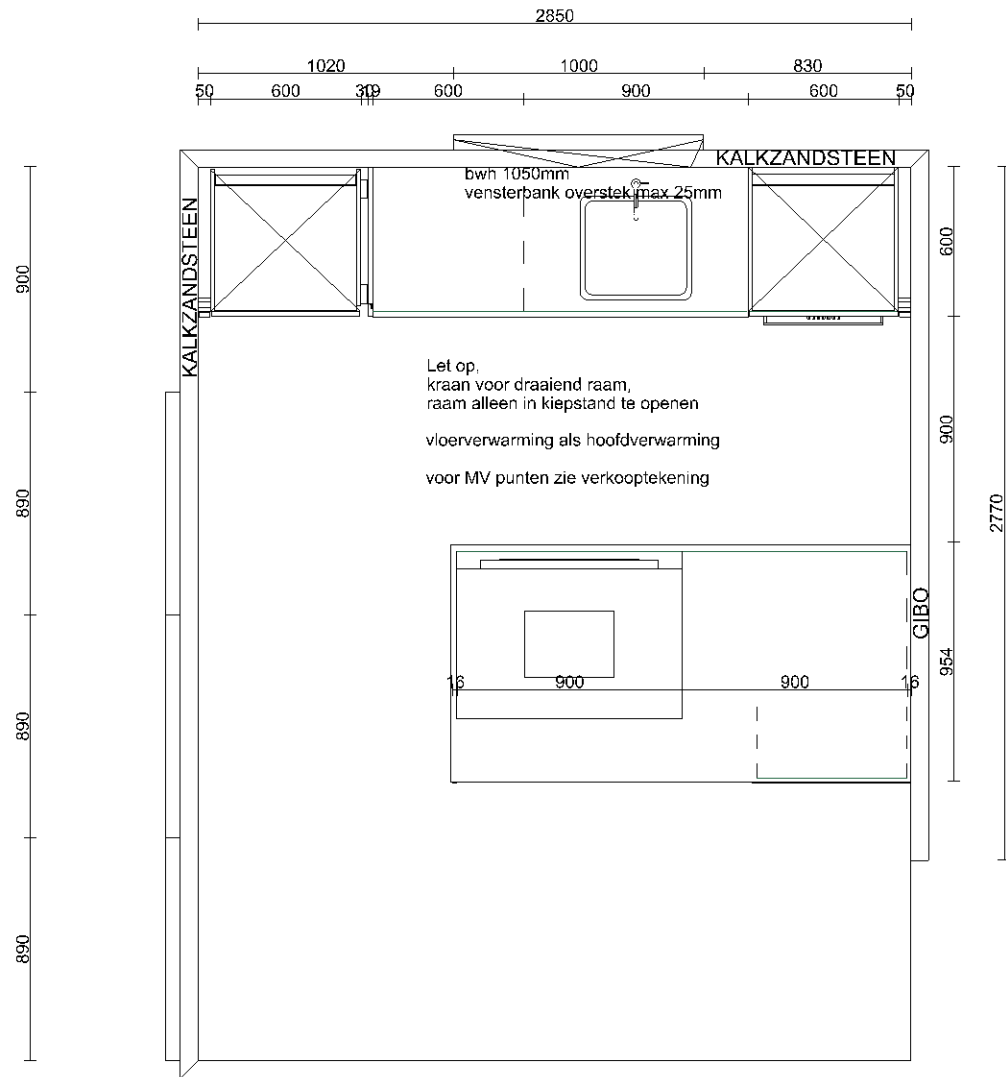 2850
1020 1000 830
50 600 30 19 600 900 600 50
KALKZANDSTEEN
bwh 1050mm
vensterbank overstek max 25mm
KALKZANDSTEEN
900
600
Let op,
kraan voor draaiend raam,
raam alleen in kiepstand te openen
vloerverwarming als hoofdverwarming
voor MV punten zie verkooptekening
890
900
2770
GIBO
954
16 900 900 16
890
890